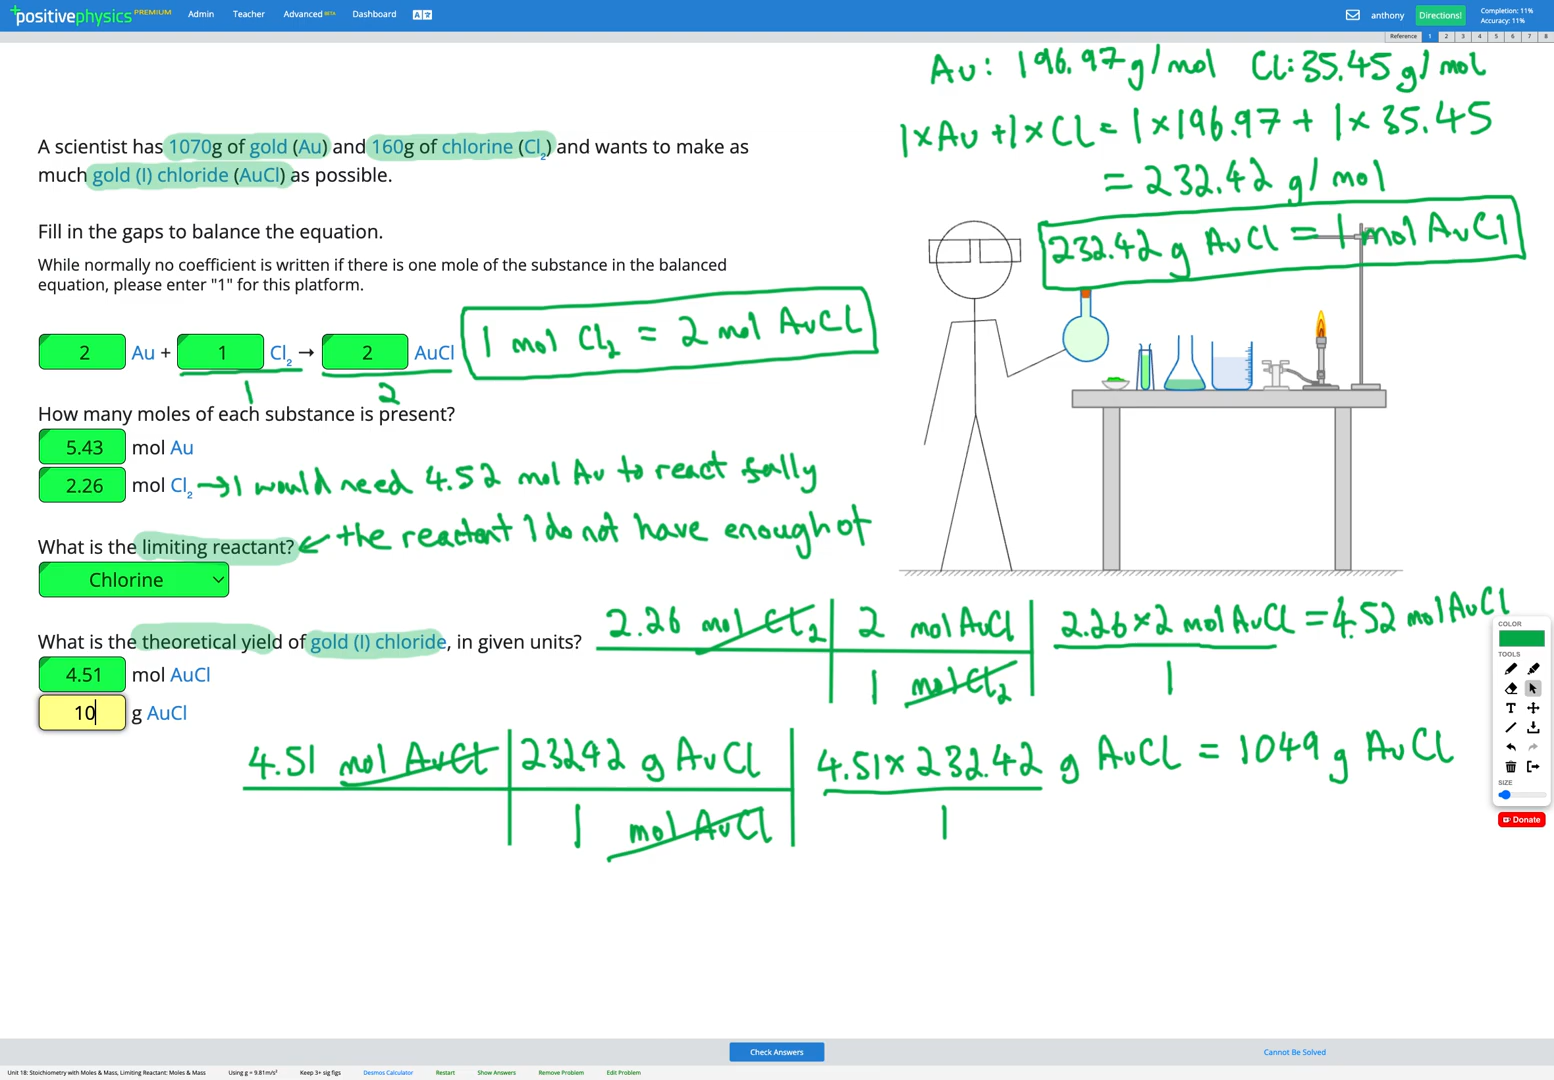 +positivephysics PREMIUM Admin Teacher Advanced BETA Dashboard anthony Directions! Completion: 11% Accuracy: 11%
Reference 1 2 3 4 5 6 7 8
Au: 196.97 g/mol Cl: 35.45 g/mol
1×Au + 1×Cl = 1×196.97 + 1×35.45
= 232.42 g/mol
232.42 g AuCl = 1 mol AuCl
A scientist has 1070g of gold (Au) and 160g of chlorine (Cl₂) and wants to make as
much gold (I) chloride (AuCl) as possible.
Fill in the gaps to balance the equation.
While normally no coefficient is written if there is one mole of the substance in the balanced
equation, please enter "1" for this platform.
1 mol Cl₂ = 2 mol AuCl
2 Au + 1 Cl₂ → 2 AuCl
1 2
How many moles of each substance is present?
5.43 mol Au
2.26 mol Cl₂ → I would need 4.52 mol Au to react fully
What is the limiting reactant? ← the reactant I do not have enough of
Chlorine
What is the theoretical yield of gold (I) chloride, in given units?
2.26 mol Cl₂ 2 mol AuCl 2.26×2 mol AuCl = 4.52 mol AuCl
1 mol Cl₂ 1
4.51 mol AuCl
10 g AuCl
4.51 mol AuCl 232.42 g AuCl 4.51×232.42 g AuCl = 1049 g AuCl
1 mol AuCl 1
COLOR
TOOLS
T
SIZE
Donate
Check Answers
Cannot Be Solved
Unit 18: Stoichiometry with Moles & Mass, Limiting Reactant: Moles & Mass Using g = 9.81m/s² Keep 3+ sig figs Desmos Calculator Restart Show Answers Remove Problem Edit Problem